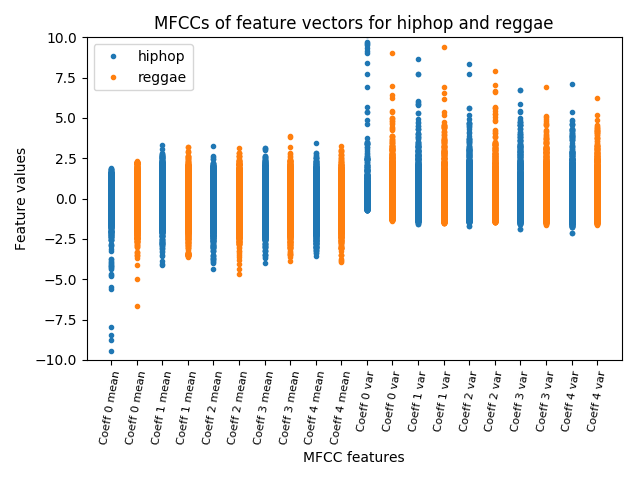 MFCCs of feature vectors for hiphop and reggae
10.0
7.5
5.0
2.5
0.0
−2.5
−5.0
−7.5
−10.0
Feature values
hiphop
reggae
Coeff 0 mean
Coeff 0 mean
Coeff 1 mean
Coeff 1 mean
Coeff 2 mean
Coeff 2 mean
Coeff 3 mean
Coeff 3 mean
Coeff 4 mean
Coeff 4 mean
Coeff 0 var
Coeff 0 var
Coeff 1 var
Coeff 1 var
Coeff 2 var
Coeff 2 var
Coeff 3 var
Coeff 3 var
Coeff 4 var
Coeff 4 var
MFCC features